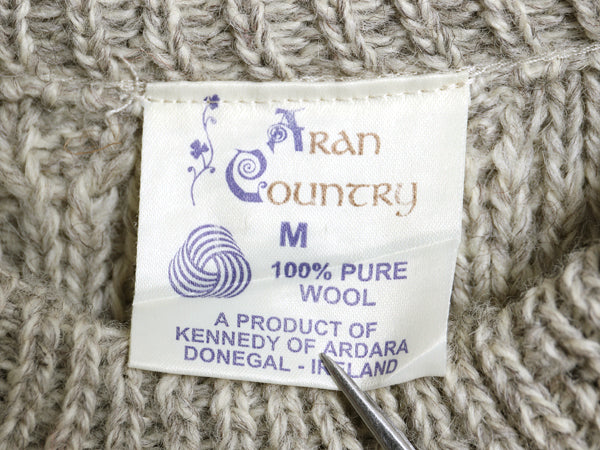 ARAN
COUNTRY
M
100% PURE
WOOL
A PRODUCT OF
KENNEDY OF ARDARA
DONEGAL - IRELAND